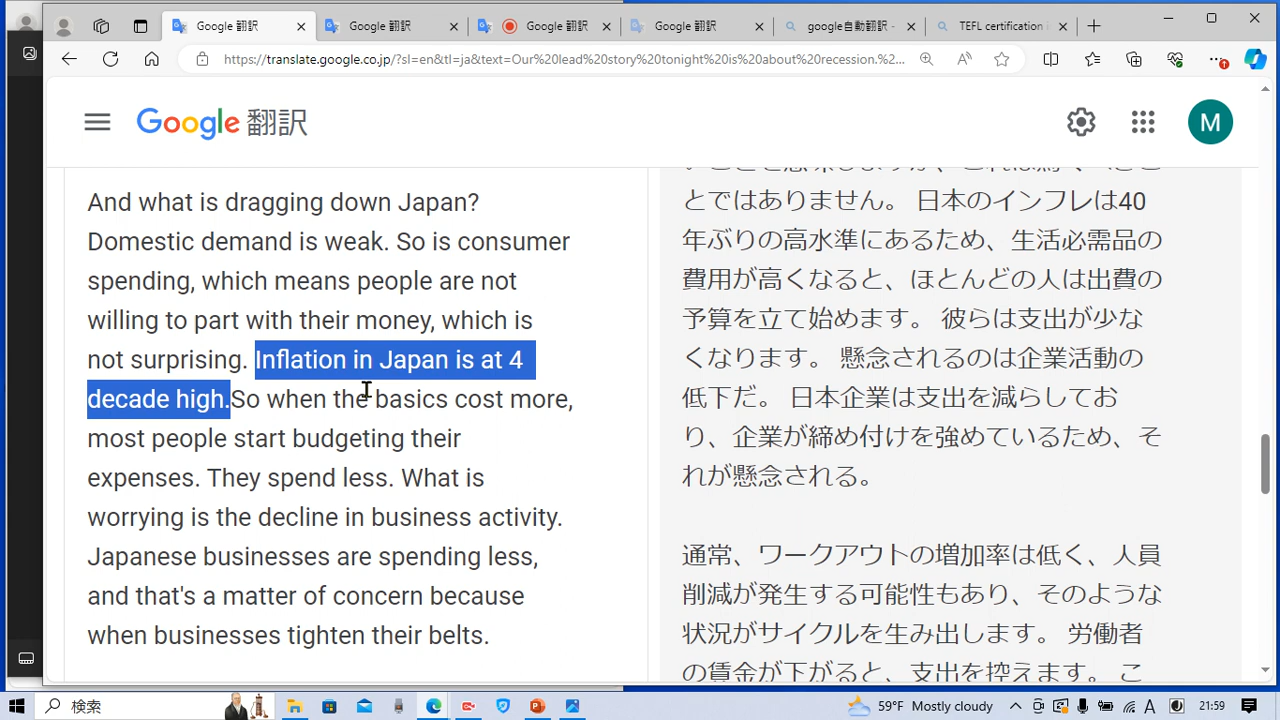 Google 翻訳
Google 翻訳
Google 翻訳
Google 翻訳
google自動翻訳 -
TEFL certification i
https://translate.google.co.jp/?sl=en&tl=ja&text=Our%20lead%20story%20tonight%20is%20about%20recession.%2...
Google 翻訳
M
And what is dragging down Japan?
Domestic demand is weak. So is consumer
spending, which means people are not
willing to part with their money, which is
not surprising. Inflation in Japan is at 4
decade high.So when the basics cost more,
most people start budgeting their
expenses. They spend less. What is
worrying is the decline in business activity.
Japanese businesses are spending less,
and that's a matter of concern because
when businesses tighten their belts.
とではありません。 日本のインフレは40
年ぶりの高水準にあるため、生活必需品の
費用が高くなると、ほとんどの人は出費の
予算を立て始めます。 彼らは支出が少な
くなります。 懸念されるのは企業活動の
低下だ。 日本企業は支出を減らしてお
り、企業が締め付けを強めているため、そ
れが懸念される。
通常、ワークアウトの増加率は低く、人員
削減が発生する可能性もあり、そのような
状況がサイクルを生み出します。 労働者
の賃金が下がると、支出を控えます。 こ
検索
59°F Mostly cloudy
A
21:59